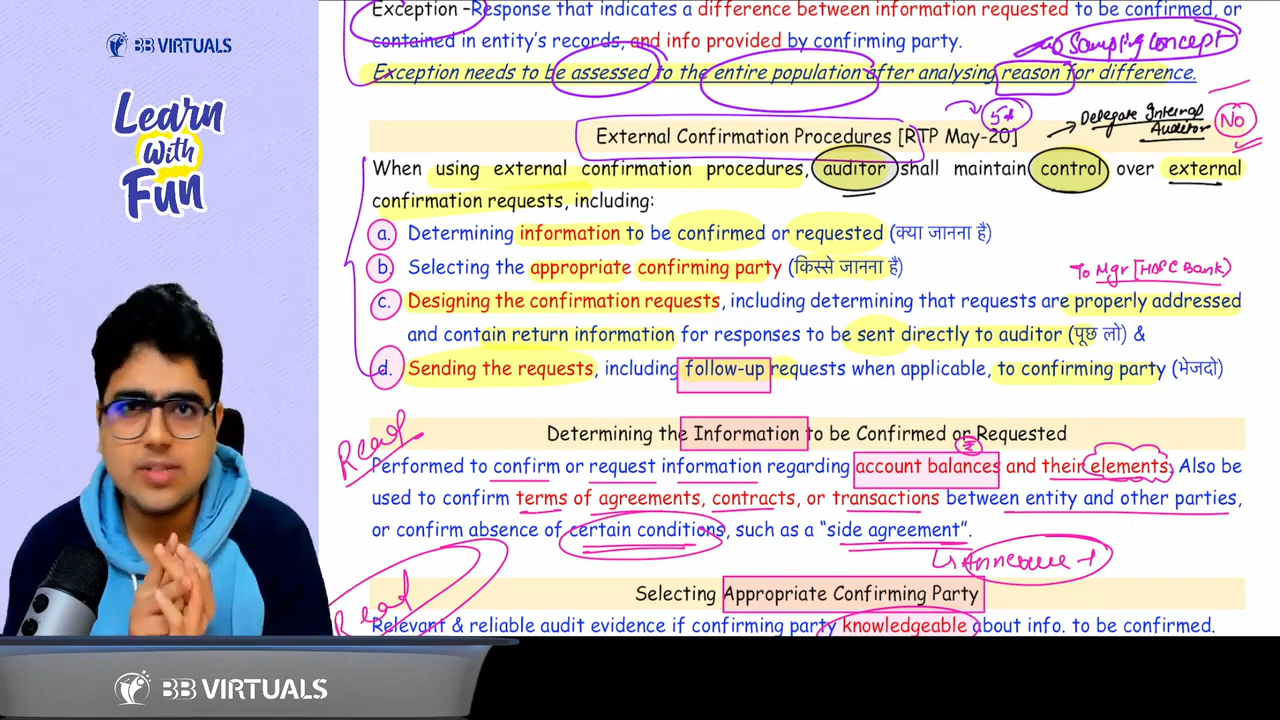 BB VIRTUALS
Learn
With
Fun
Exception –Response that indicates a difference between information requested to be confirmed, or
contained in entity's records, and info provided by confirming party.
Sampling Concept
Exception needs to be assessed to the entire population after analysing reason for difference.
External Confirmation Procedures [RTP May-20]
Delegate Internal
Auditor
No
When using external confirmation procedures, auditor shall maintain control over external
confirmation requests, including:
a. Determining information to be confirmed or requested (क्या जानना है)
b. Selecting the appropriate confirming party (किस्से जानना है)
To Mgr [HDFC Bank)
c. Designing the confirmation requests, including determining that requests are properly addressed
and contain return information for responses to be sent directly to auditor (पूछ लो) &
d. Sending the requests, including follow-up requests when applicable, to confirming party (भेजदो)
Determining the Information to be Confirmed or Requested
Read
Performed to confirm or request information regarding account balances and their elements. Also be
used to confirm terms of agreements, contracts, or transactions between entity and other parties,
or confirm absence of certain conditions, such as a "side agreement".
Selecting Appropriate Confirming Party
Read
Relevant & reliable audit evidence if confirming party knowledgeable about info. to be confirmed.
BB VIRTUALS